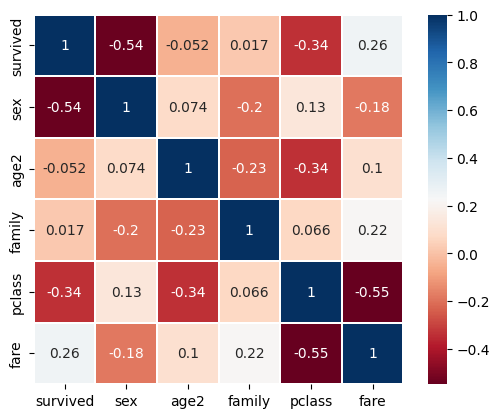 survived 1 -0.54 -0.052 0.017 -0.34 0.26
sex -0.54 1 0.074 -0.2 0.13 -0.18
age2 -0.052 0.074 1 -0.23 -0.34 0.1
family 0.017 -0.2 -0.23 1 0.066 0.22
pclass -0.34 0.13 -0.34 0.066 1 -0.55
fare 0.26 -0.18 0.1 0.22 -0.55 1
survived sex age2 family pclass fare
1.0
0.8
0.6
0.4
0.2
0.0
−0.2
−0.4